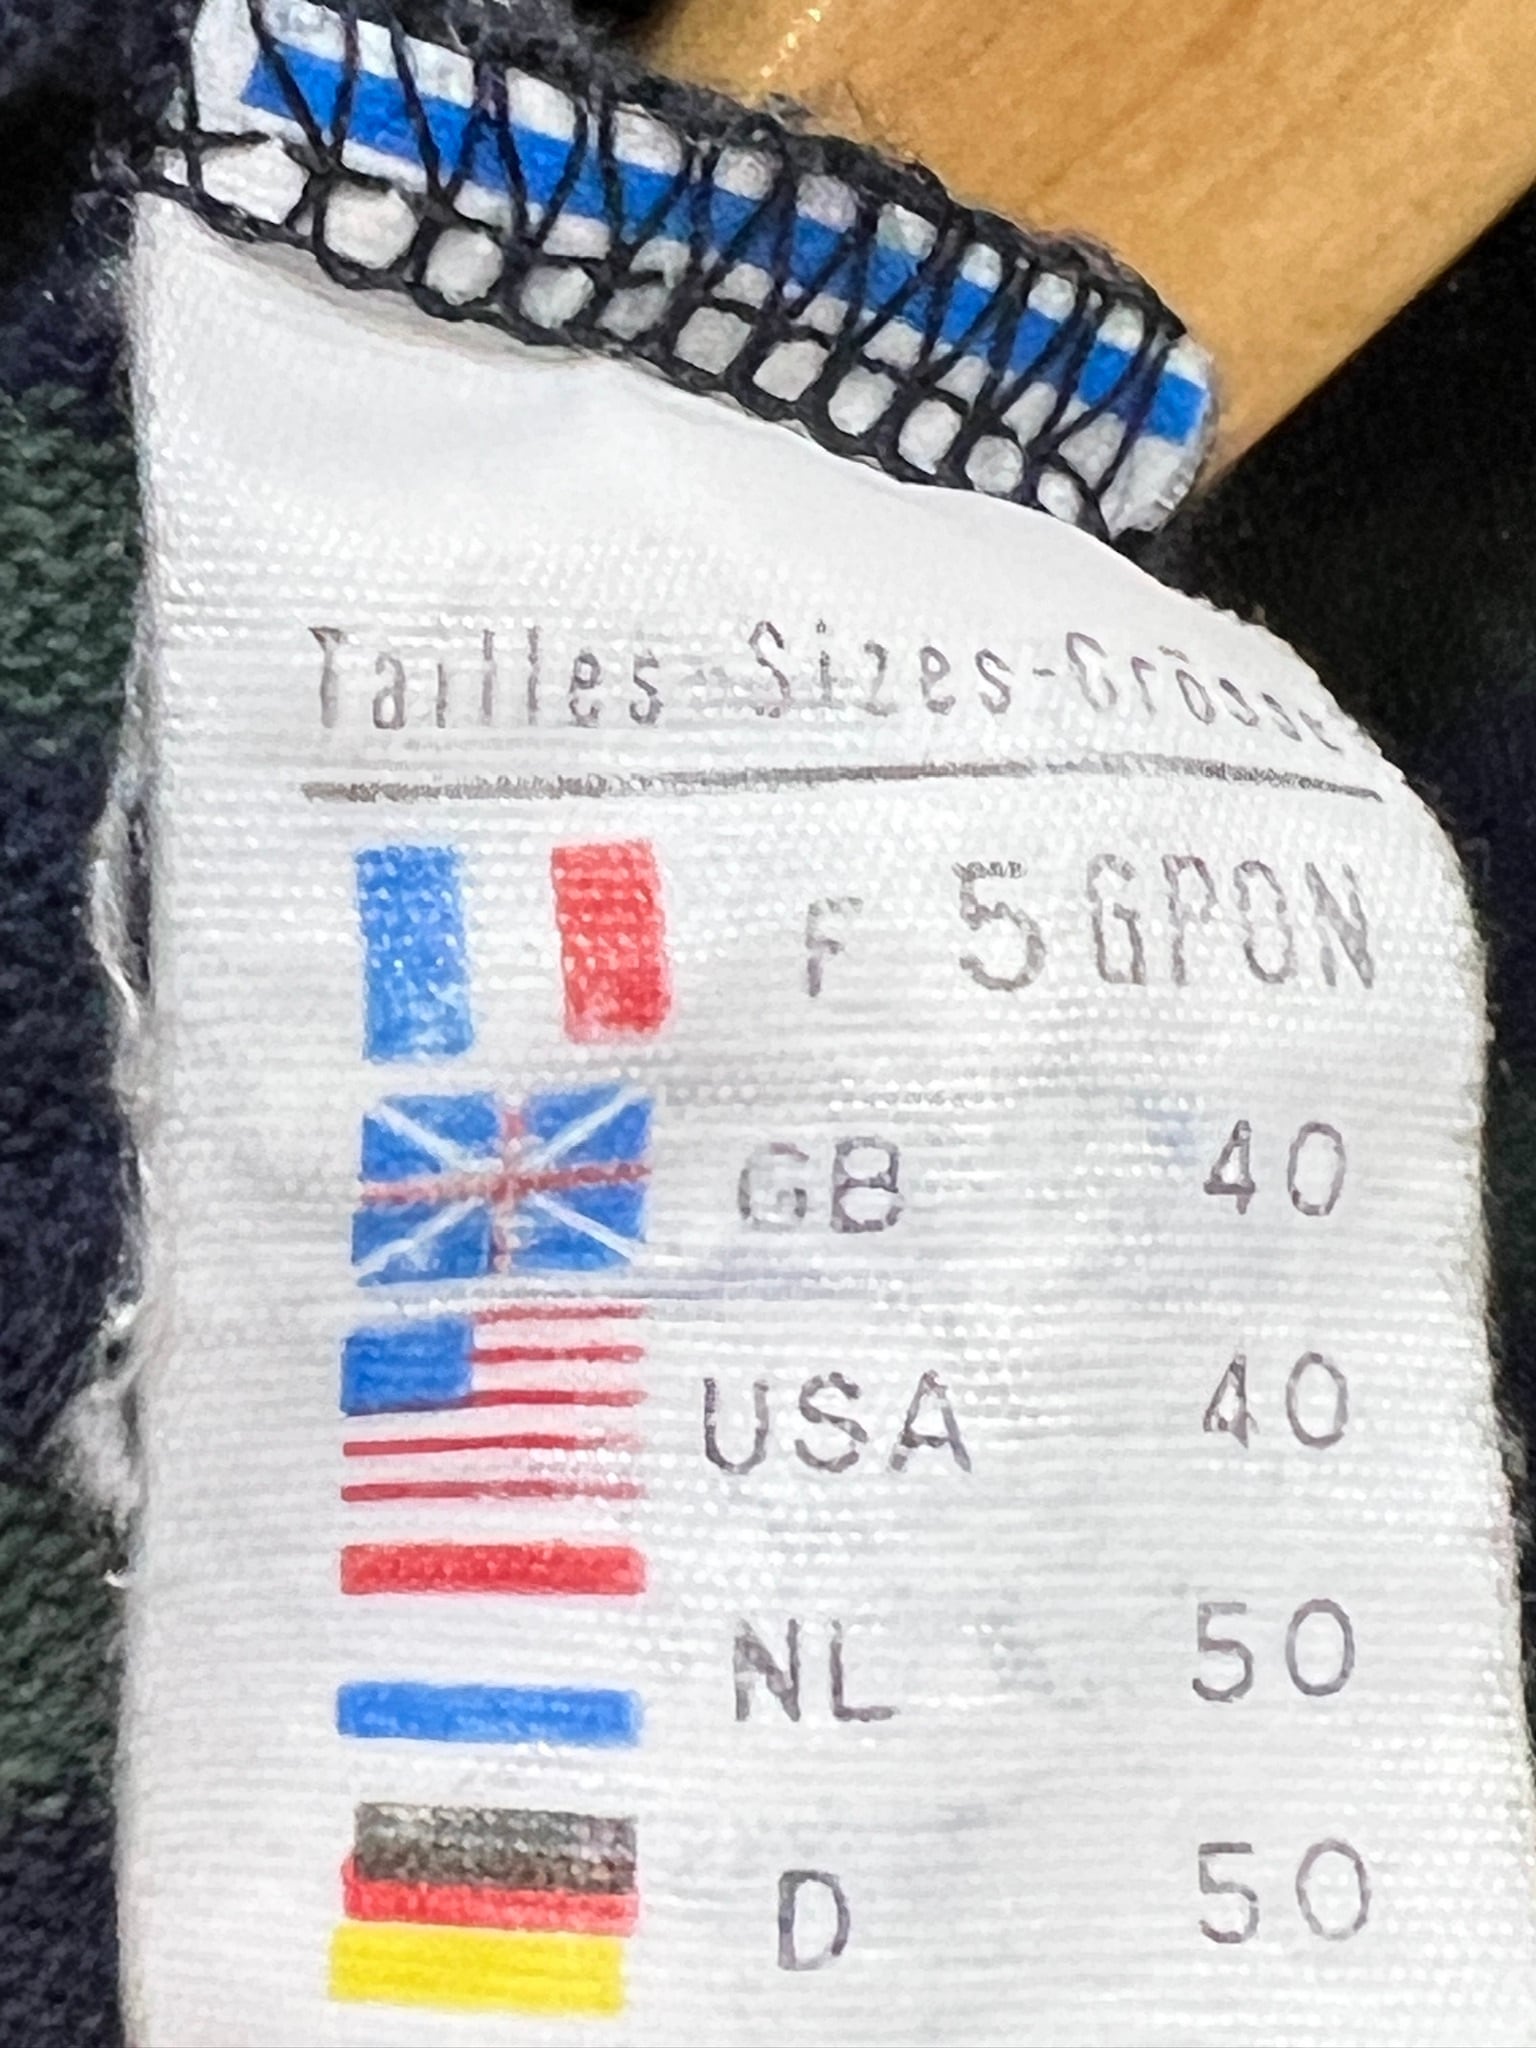 Tailles-Sizes-Grösse
F 5 GPON
GB 40
USA 40
NL 50
D 50